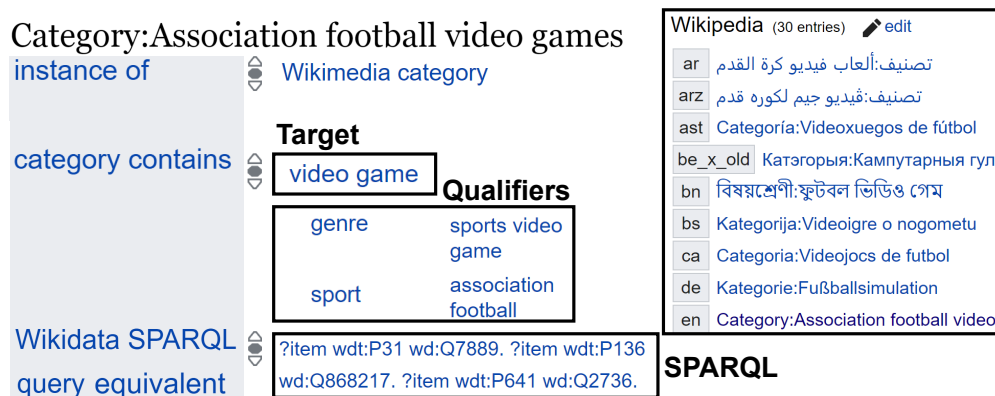 Category:Association football video games
instance of
Wikimedia category
Target
category contains
video game
Qualifiers
genre
sports video
game
sport
association
football
Wikidata SPARQL
query equivalent
?item wdt:P31 wd:Q7889. ?item wdt:P136
wd:Q868217. ?item wdt:P641 wd:Q2736.
SPARQL
Wikipedia (30 entries) edit
ar تصنيف:ألعاب فيديو كرة القدم
arz تصنيف:ڤيديو جيم لكوره قدم
ast Categoría:Videoxuegos de fútbol
be_x_old Катэгорыя:Кампутарныя гул
bn বিষয়শ্রেণী:ফুটবল ভিডিও গেম
bs Kategorija:Videoigre o nogometu
ca Categoria:Videojocs de futbol
de Kategorie:Fußballsimulation
en Category:Association football video